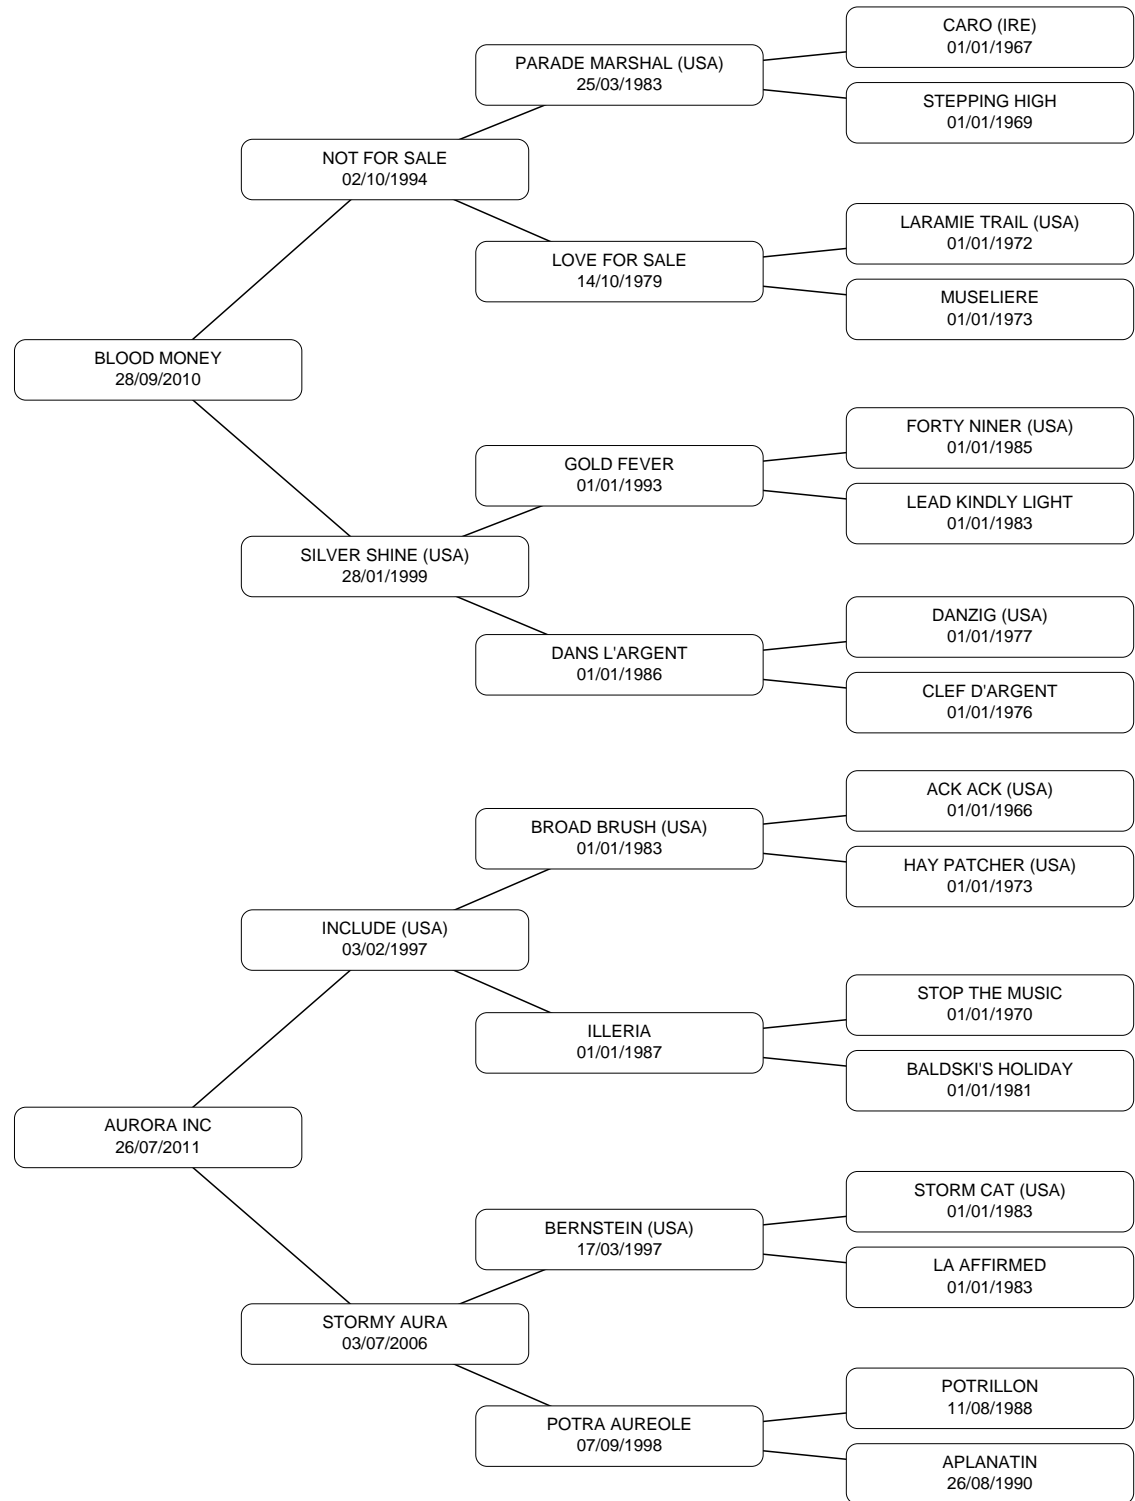 CARO (IRE)
01/01/1967
PARADE MARSHAL (USA)
25/03/1983
STEPPING HIGH
01/01/1969
NOT FOR SALE
02/10/1994
LARAMIE TRAIL (USA)
01/01/1972
LOVE FOR SALE
14/10/1979
MUSELIERE
01/01/1973
BLOOD MONEY
28/09/2010
FORTY NINER (USA)
01/01/1985
GOLD FEVER
01/01/1993
LEAD KINDLY LIGHT
01/01/1983
SILVER SHINE (USA)
28/01/1999
DANZIG (USA)
01/01/1977
DANS L'ARGENT
01/01/1986
CLEF D'ARGENT
01/01/1976
ACK ACK (USA)
01/01/1966
BROAD BRUSH (USA)
01/01/1983
HAY PATCHER (USA)
01/01/1973
INCLUDE (USA)
03/02/1997
STOP THE MUSIC
01/01/1970
ILLERIA
01/01/1987
BALDSKI'S HOLIDAY
01/01/1981
AURORA INC
26/07/2011
STORM CAT (USA)
01/01/1983
BERNSTEIN (USA)
17/03/1997
LA AFFIRMED
01/01/1983
STORMY AURA
03/07/2006
POTRILLON
11/08/1988
POTRA AUREOLE
07/09/1998
APLANATIN
26/08/1990